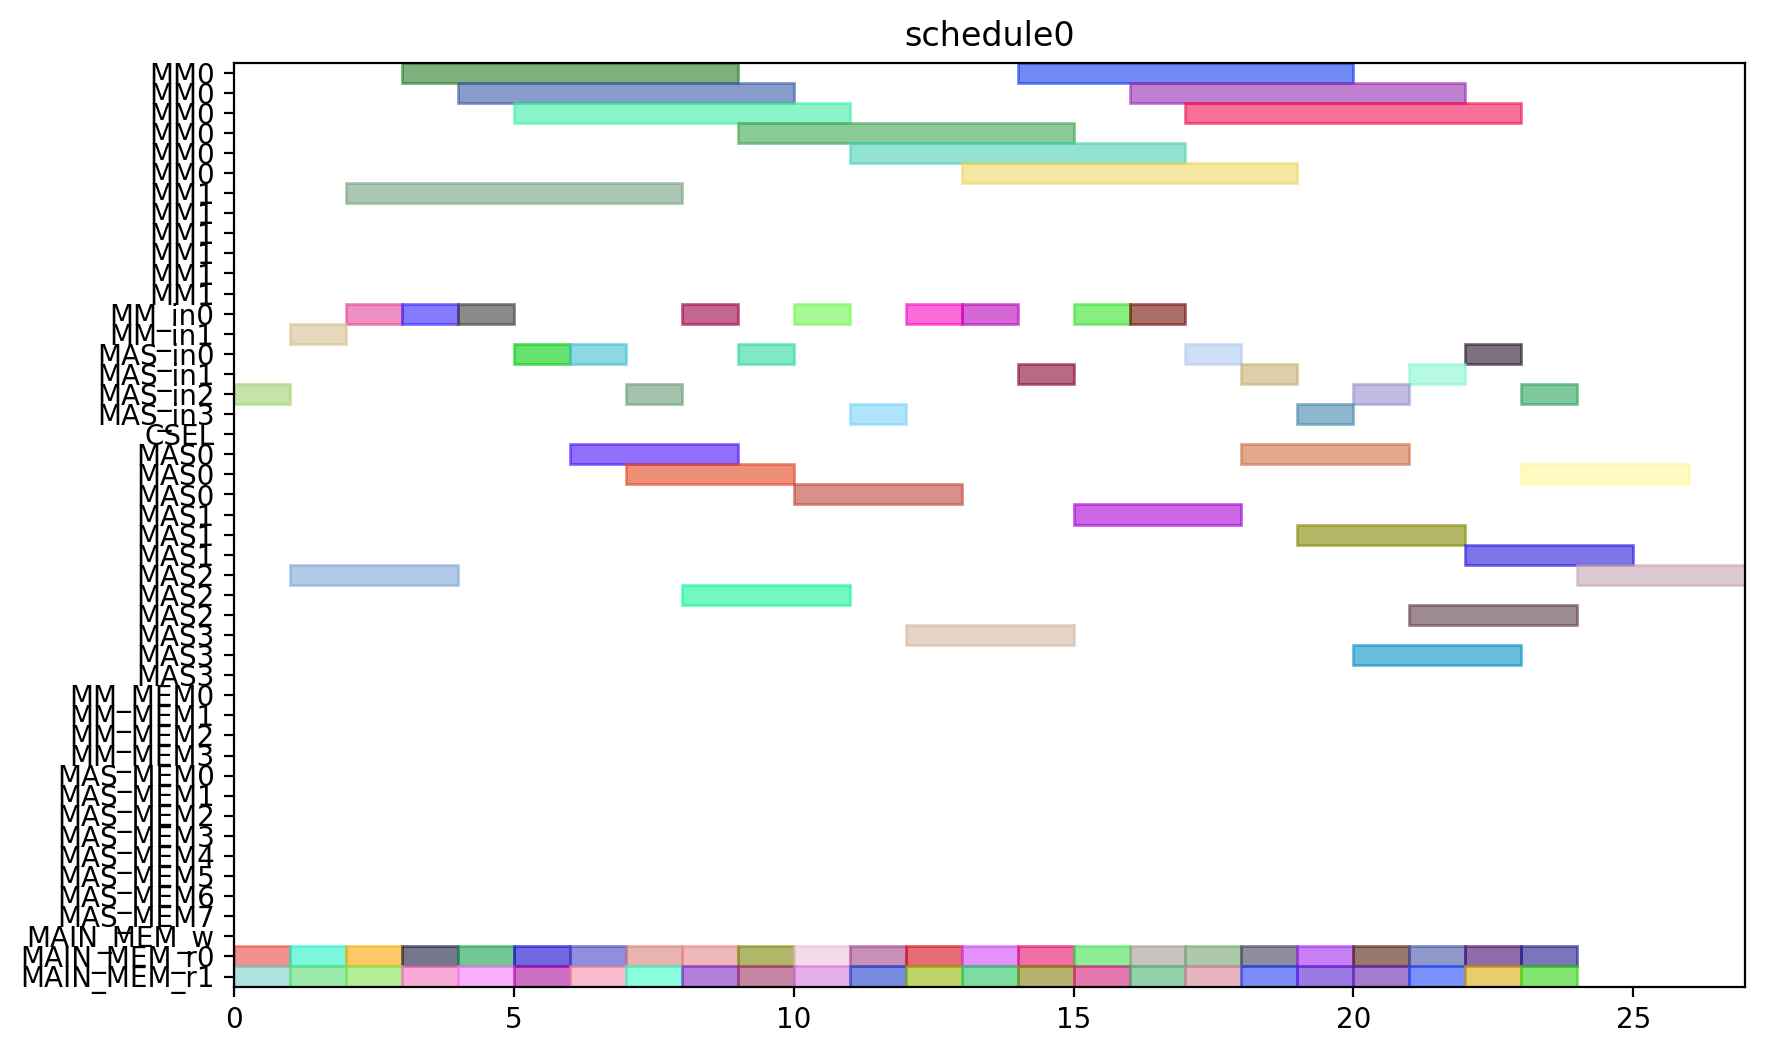 schedule0
MM0
MM0
MM0
MM0
MM0
MM0
MM1
MM1
MM1
MM1
MM1
MM1
MM_in0
MM_in1
MAS_in0
MAS_in1
MAS_in2
MAS_in3
CSEL
MAS0
MAS0
MAS0
MAS1
MAS1
MAS1
MAS2
MAS2
MAS2
MAS3
MAS3
MAS3
MM_MEM0
MM_MEM1
MM_MEM2
MM_MEM3
MAS_MEM0
MAS_MEM1
MAS_MEM2
MAS_MEM3
MAS_MEM4
MAS_MEM5
MAS_MEM6
MAS_MEM7
MAIN_MEM_w
MAIN_MEM_r0
MAIN_MEM_r1
0 5 10 15 20 25